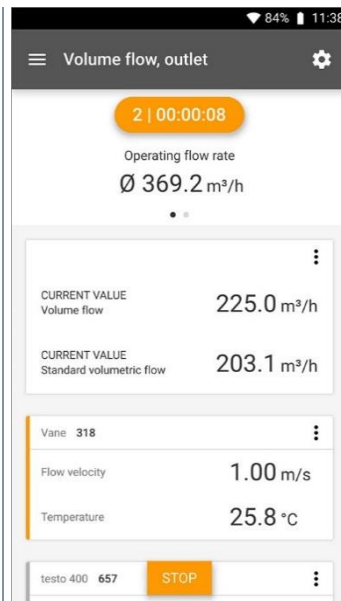 84% 11:38
Volume flow, outlet
2 | 00:00:08
Operating flow rate
Ø 369.2 m³/h
CURRENT VALUE
Volume flow
225.0 m³/h
CURRENT VALUE
Standard volumetric flow
203.1 m³/h
Vane 318
Flow velocity
1.00 m/s
Temperature
25.8 °C
testo 400 657
STOP